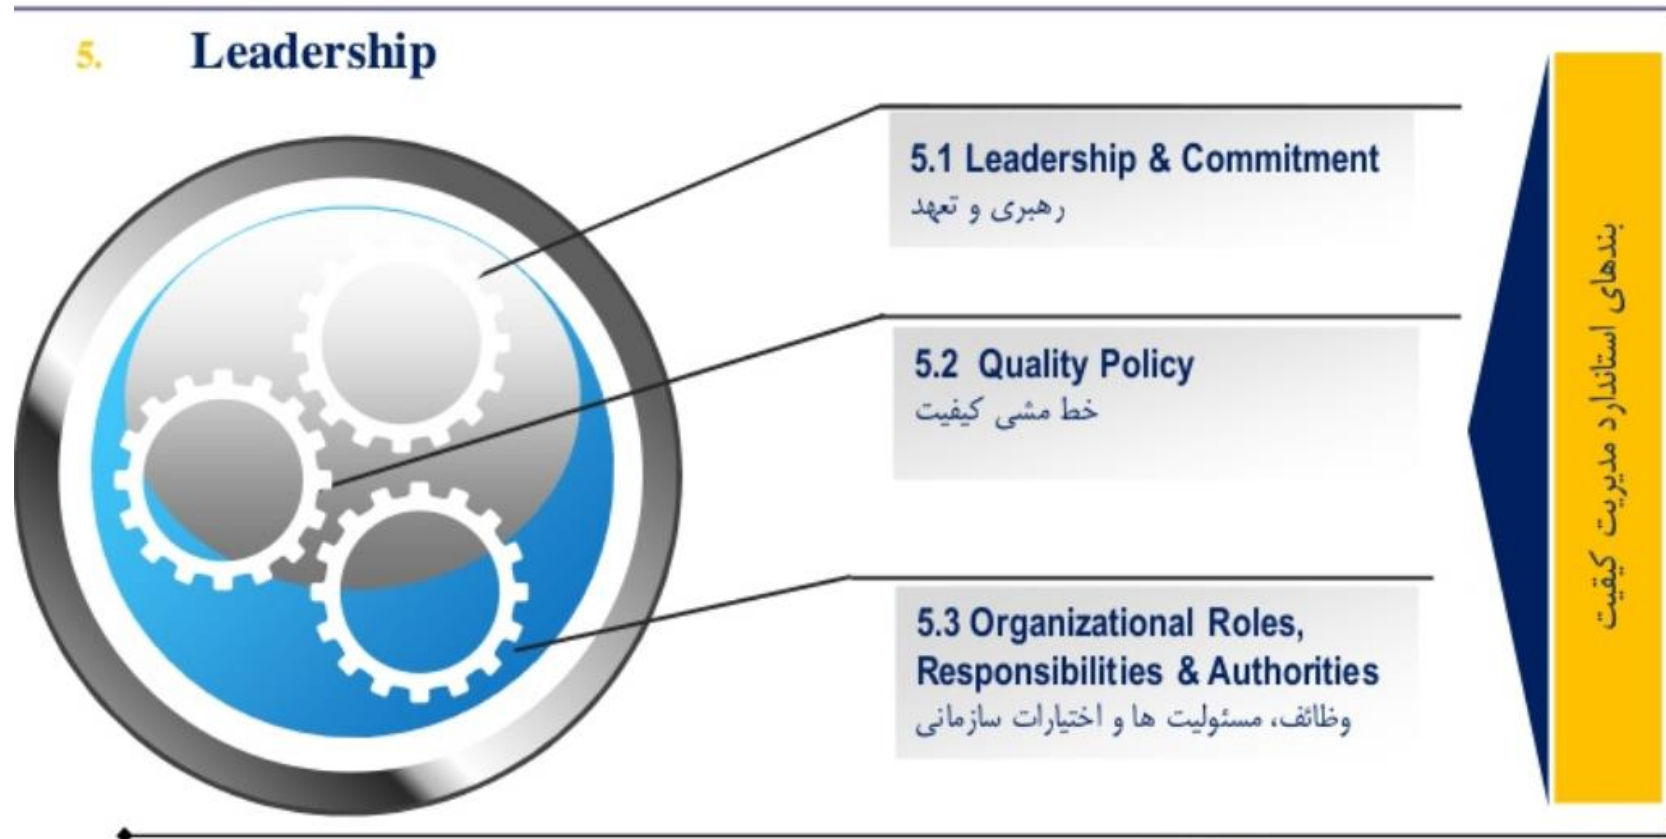 5. Leadership
5.1 Leadership & Commitment
رهبری و تعهد
5.2 Quality Policy
خط مشی کیفیت
5.3 Organizational Roles,
Responsibilities & Authorities
وظائف، مسئولیت ها و اختیارات سازمانی
بندهای استاندارد مدیریت کیفیت